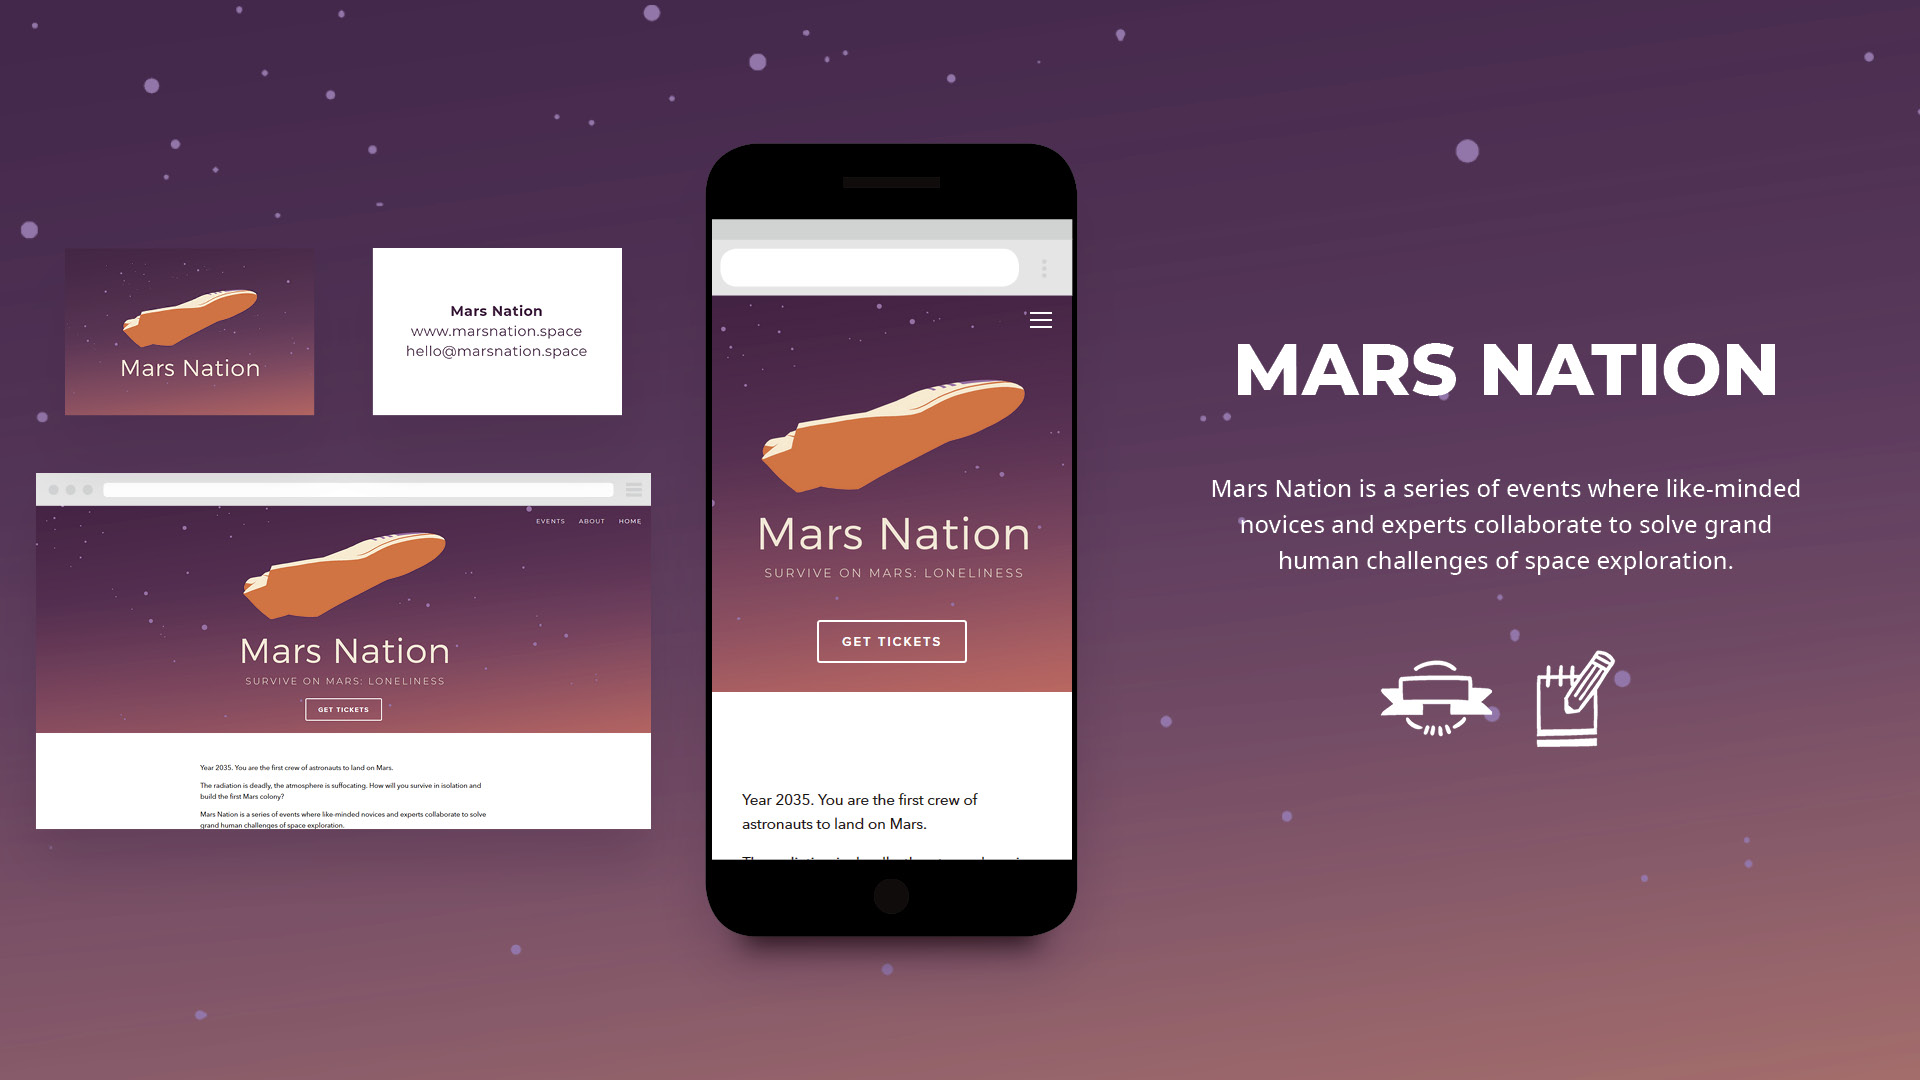 Mars Nation
Mars Nation
www.marsnation.space
hello@marsnation.space
EVENTS ABOUT HOME
Mars Nation
SURVIVE ON MARS: LONELINESS
GET TICKETS
Year 2035. You are the first crew of astronauts to land on Mars.
The radiation is deadly, the atmosphere is suffocating. How will you survive in isolation and
build the first Mars colony?
Mars Nation is a series of events where like-minded novices and experts collaborate to solve
grand human challenges of space exploration.
Mars Nation
SURVIVE ON MARS: LONELINESS
GET TICKETS
Year 2035. You are the first crew of
astronauts to land on Mars.
MARS NATION
Mars Nation is a series of events where like-minded
novices and experts collaborate to solve grand
human challenges of space exploration.